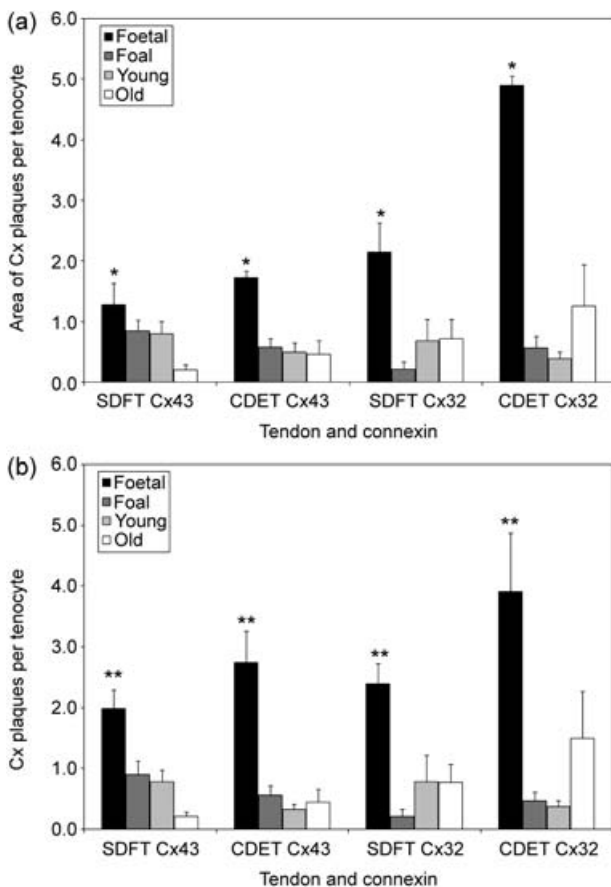 (a)
6.0
5.0
4.0
3.0
2.0
1.0
0.0
Area of Cx plaques per tenocyte
Foetal
Foal
Young
Old
*
*
*
*
SDFT Cx43 CDET Cx43 SDFT Cx32 CDET Cx32
Tendon and connexin
(b)
6.0
5.0
4.0
3.0
2.0
1.0
0.0
Cx plaques per tenocyte
Foetal
Foal
Young
Old
**
**
**
**
SDFT Cx43 CDET Cx43 SDFT Cx32 CDET Cx32
Tendon and connexin